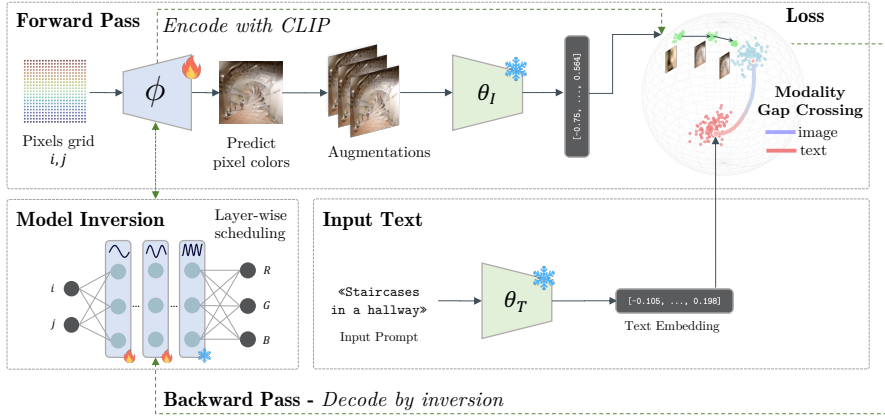 Forward Pass
Encode with CLIP
Loss
ϕ
Pixels grid
i,j
Predict
pixel colors
Augmentations
θ_I
[-0.75, ..., 0.564]
Modality
Gap Crossing
image
text
Model Inversion
Layer-wise
scheduling
i
j
...
...
R
G
B
Input Text
«Staircases
in a hallway»
Input Prompt
θ_T
[-0.105, ..., 0.198]
Text Embedding
Backward Pass - Decode by inversion